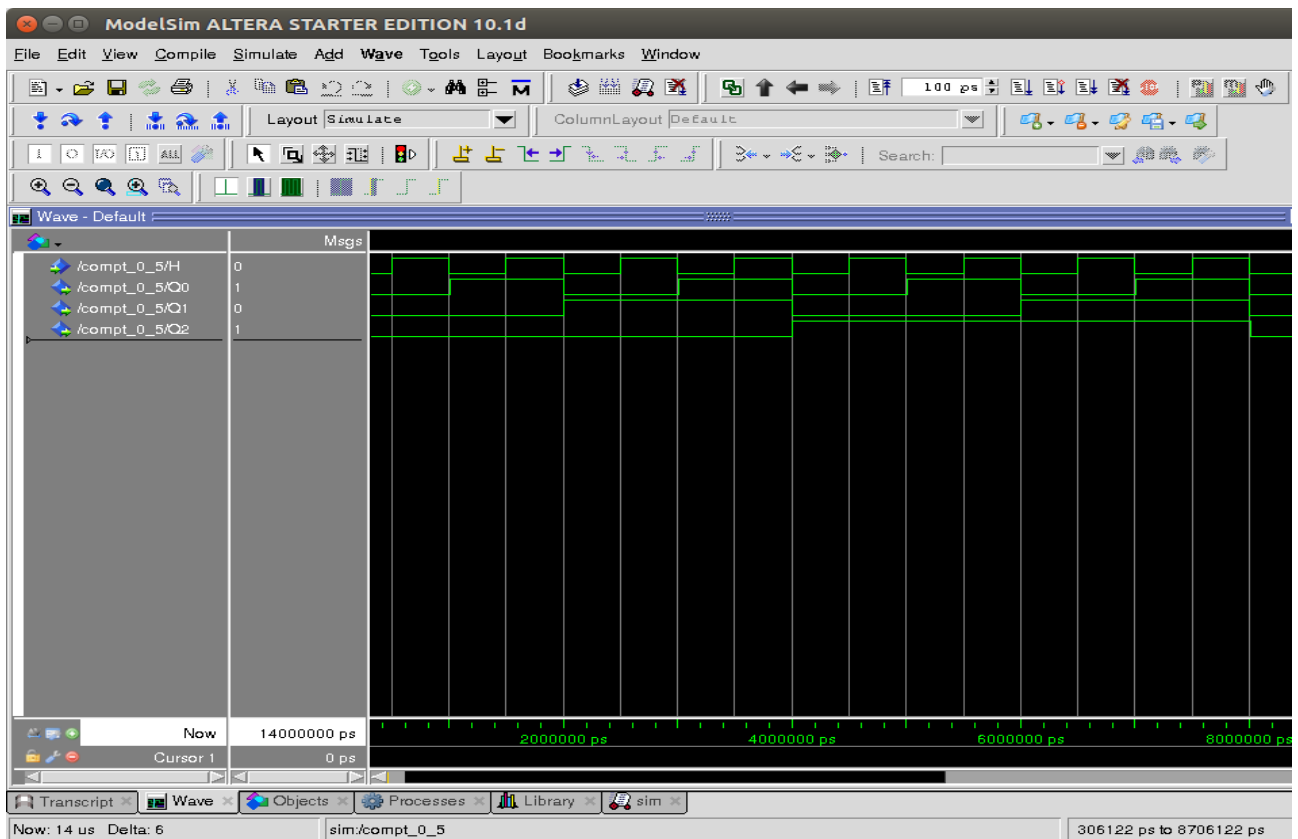 ModelSim ALTERA STARTER EDITION 10.1d
File Edit View Compile Simulate Add Wave Tools Layout Bookmarks Window
100 ps
Layout Simulate ColumnLayout Default
1 I/O 1 ALL Search:
Wave - Default
Msgs
/compt_0_5/H 0
/compt_0_5/Q0 1
/compt_0_5/Q1 0
/compt_0_5/Q2 1
Now 14000000 ps 2000000 ps 4000000 ps 6000000 ps 8000000 ps
Cursor 1 0 ps
Transcript Wave Objects Processes Library sim
Now: 14 us Delta: 6 sim:/compt_0_5 306122 ps to 8706122 ps